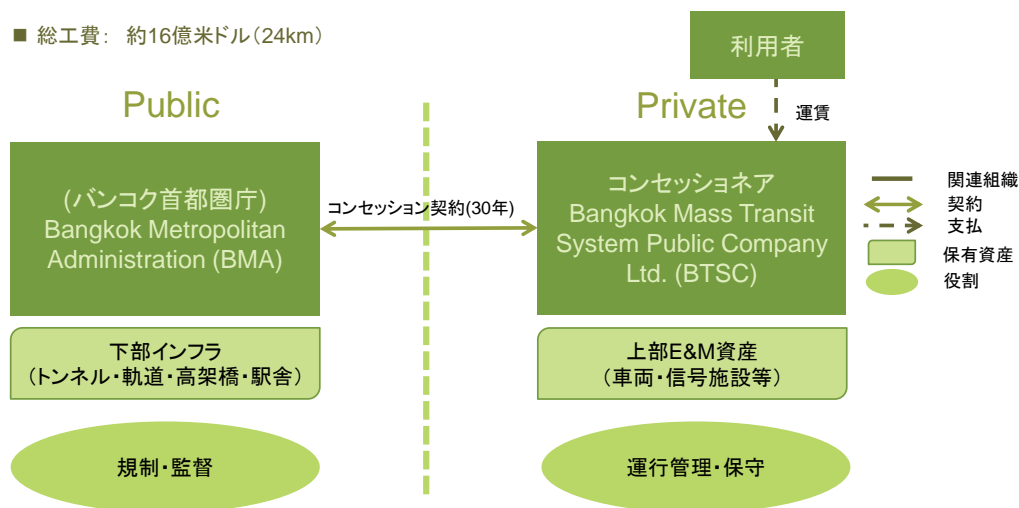 ■ 総工費： 約16億米ドル（24km）
利用者
Public
Private
運賃
(バンコク首都圏庁)
Bangkok Metropolitan
Administration (BMA)
コンセッション契約(30年)
コンセッショネア
Bangkok Mass Transit
System Public Company
Ltd. (BTSC)
関連組織
契約
支払
保有資産
役割
下部インフラ
（トンネル・軌道・高架橋・駅舎）
上部E&M資産
（車両・信号施設等）
規制・監督
運行管理・保守